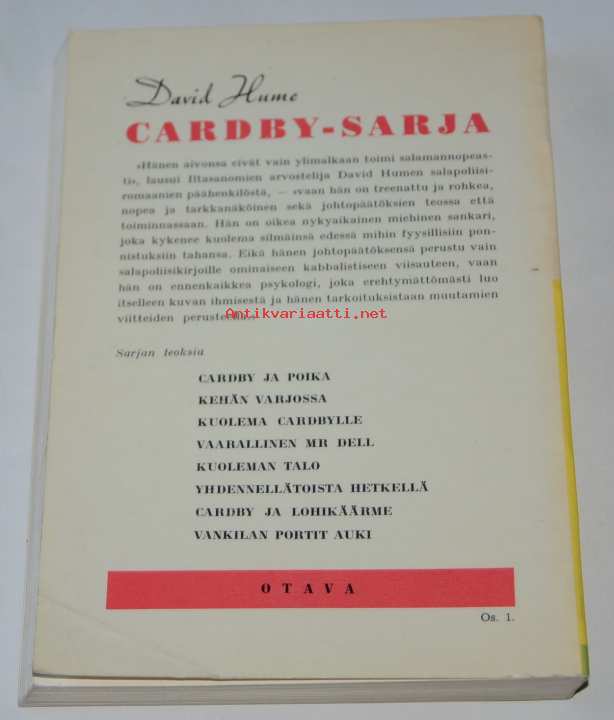 David Hume
CARDBY-SARJA
«Hänen aivonsa eivät vain ylimalkaan toimi salamannopeas-
ti», lausui Iltasanomien arvostelija David Humen salapoliisi-
romaanien päähenkilöstä, — «vaan hän on treenattu ja rohkea,
nopea ja tarkkanäköinen sekä johtopäätöksien teossa että
toiminnassaan. Hän on oikea nykyaikainen miehinen sankari,
joka kykenee kuolema silmäinsä edessä mihin fyysillisiin pon-
nistuksiin tahansa. Eikä hänen johtopäätöksensä perustu vain
salapoliisikirjoille ominaiseen kabbalistiseen viisauteen, vaan
hän on ennenkaikkea psykologi, joka erehtymättömästi luo
itselleen kuvan ihmisestä ja hänen tarkoituksistaan muutamien
viitteiden perusteella.»
Antikvariaatti.net
Sarjan teoksia
CARDBY JA POIKA
KEHÄN VARJOSSA
KUOLEMA CARDBYLLE
VAARALLINEN MR DELL
KUOLEMAN TALO
YHDENNELLÄTOISTA HETKELLÄ
CARDBY JA LOHIKÄÄRME
VANKILAN PORTIT AUKI
OTAVA
Os. 1.